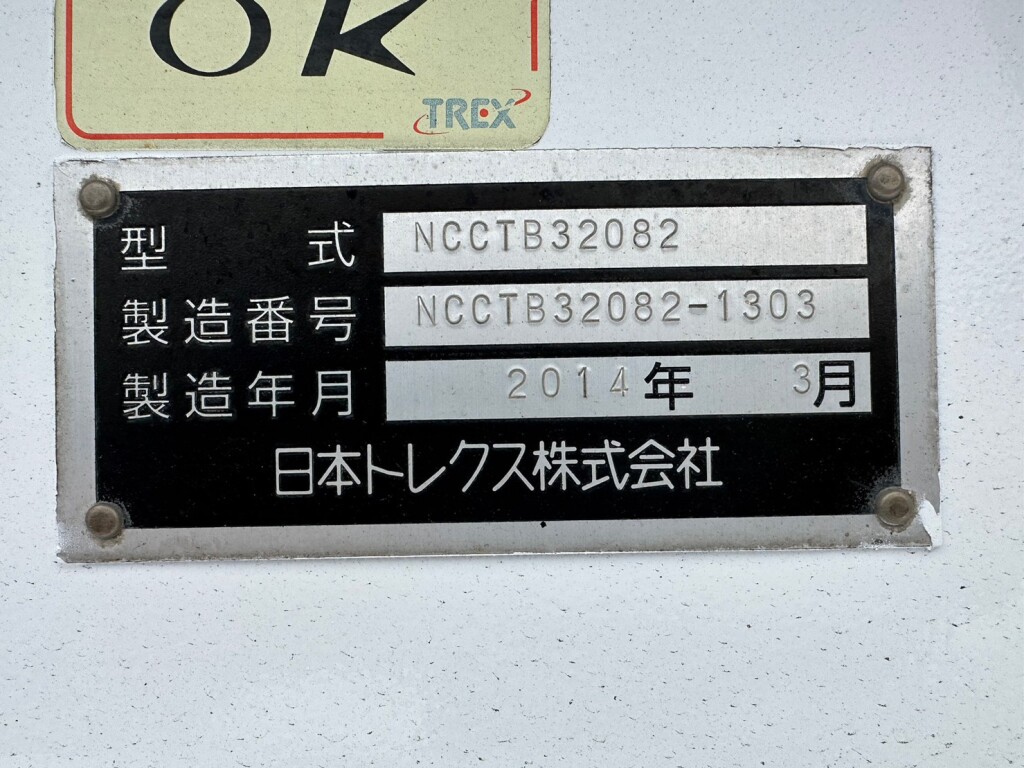 OK
TREX
型式 NCCTB32082
製造番号 NCCTB32082-1303
製造年月 2014年 3月
日本トレクス株式会社